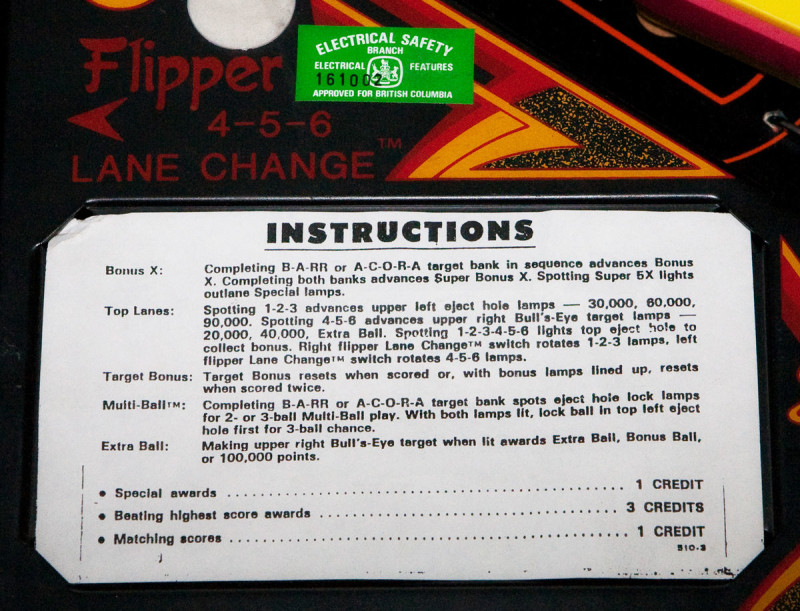 ELECTRICAL SAFETY
BRANCH
ELECTRICAL FEATURES
161002
APPROVED FOR BRITISH COLUMBIA
Flipper
4-5-6
LANE CHANGE™
INSTRUCTIONS
Bonus X: Completing B-A-RR or A-C-O-R-A target bank in sequence advances Bonus
X. Completing both banks advances Super Bonus X. Spotting Super 5X lights
outlane Special lamps.
Top Lanes: Spotting 1-2-3 advances upper left eject hole lamps — 30,000, 60,000,
90,000. Spotting 4-5-6 advances upper right Bull's-Eye target lamps —
20,000, 40,000, Extra Ball. Spotting 1-2-3-4-5-6 lights top eject hole to
collect bonus. Right flipper Lane Change™ switch rotates 1-2-3 lamps, left
flipper Lane Change™ switch rotates 4-5-6 lamps.
Target Bonus: Target Bonus resets when scored or, with bonus lamps lined up, resets
when scored twice.
Multi-Ball™: Completing B-A-RR or A-C-O-R-A target bank spots eject hole lock lamps
for 2- or 3-ball Multi-Ball play. With both lamps lit, lock ball in top left eject
hole first for 3-ball chance.
Extra Ball: Making upper right Bull's-Eye target when lit awards Extra Ball, Bonus Ball,
or 100,000 points.
• Special awards ........................................ 1 CREDIT
• Beating highest score awards ........................................ 3 CREDITS
• Matching scores ........................................ 1 CREDIT
510-3